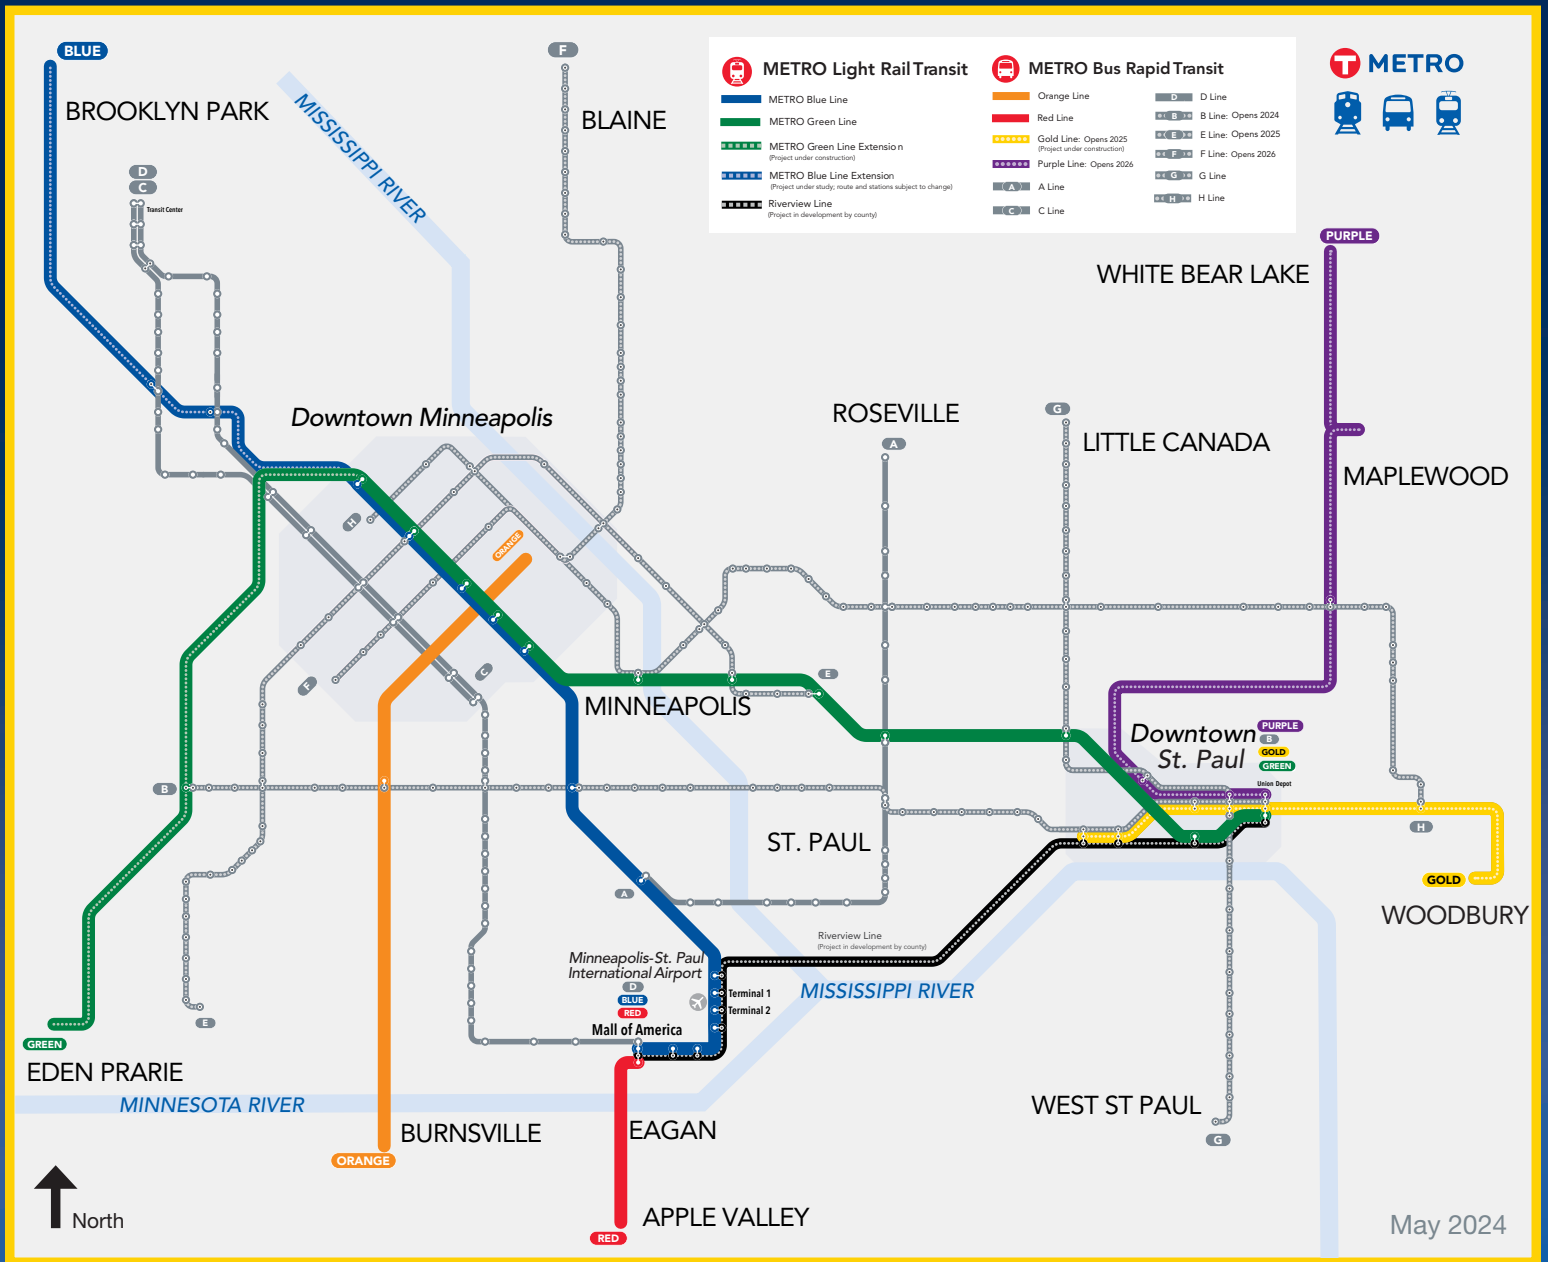 BLUE
BROOKLYN PARK
MISSISSIPPI RIVER
F
BLAINE
METRO Light Rail Transit
METRO Blue Line
METRO Green Line
METRO Green Line Extension
(Project under construction)
METRO Blue Line Extension
(Project under study; route and stations subject to change)
Riverview Line
(Project in development by county)
METRO Bus Rapid Transit
Orange Line
Red Line
Gold Line: Opens 2025
(Project under construction)
Purple Line: Opens 2026
A
A Line
C
C Line
D
D Line
B
B Line: Opens 2024
E
E Line: Opens 2025
F
F Line: Opens 2026
G
G Line
H
H Line
T METRO
D
C
Transit Center
PURPLE
WHITE BEAR LAKE
Downtown Minneapolis
ROSEVILLE
A
G
LITTLE CANADA
MAPLEWOOD
H
ORANGE
F
C
E
MINNEAPOLIS
Downtown
St. Paul
PURPLE
B
GOLD
GREEN
Union Depot
B
ST. PAUL
H
A
GOLD
WOODBURY
Riverview Line
(Project in development by county)
Minneapolis-St. Paul
International Airport
D
BLUE
RED
Mall of America
Terminal 1
Terminal 2
MISSISSIPPI RIVER
E
GREEN
EDEN PRARIE
MINNESOTA RIVER
BURNSVILLE
ORANGE
EAGAN
WEST ST PAUL
G
APPLE VALLEY
RED
North
May 2024